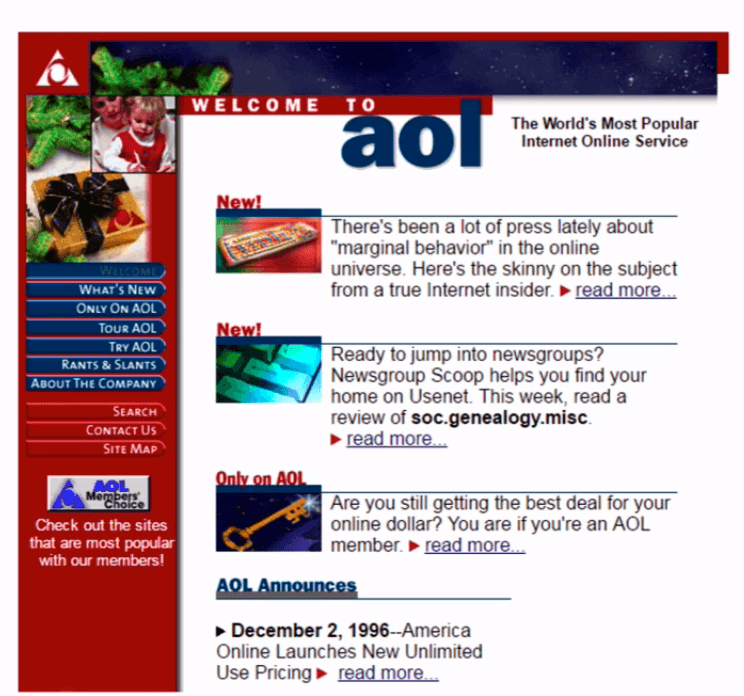 WELCOME TO
aol
The World's Most Popular
Internet Online Service
WELCOME
WHAT'S NEW
ONLY ON AOL
TOUR AOL
TRY AOL
RANTS & SLANTS
ABOUT THE COMPANY
SEARCH
CONTACT US
SITE MAP
AOL
Members'
Choice
Check out the sites
that are most popular
with our members!
New!
There's been a lot of press lately about
"marginal behavior" in the online
universe. Here's the skinny on the subject
from a true Internet insider. ▶ read more...
New!
Ready to jump into newsgroups?
Newsgroup Scoop helps you find your
home on Usenet. This week, read a
review of soc.genealogy.misc.
▶ read more...
Only on AOL
Are you still getting the best deal for your
online dollar? You are if you're an AOL
member. ▶ read more...
AOL Announces
▶ December 2, 1996--America
Online Launches New Unlimited
Use Pricing ▶ read more...